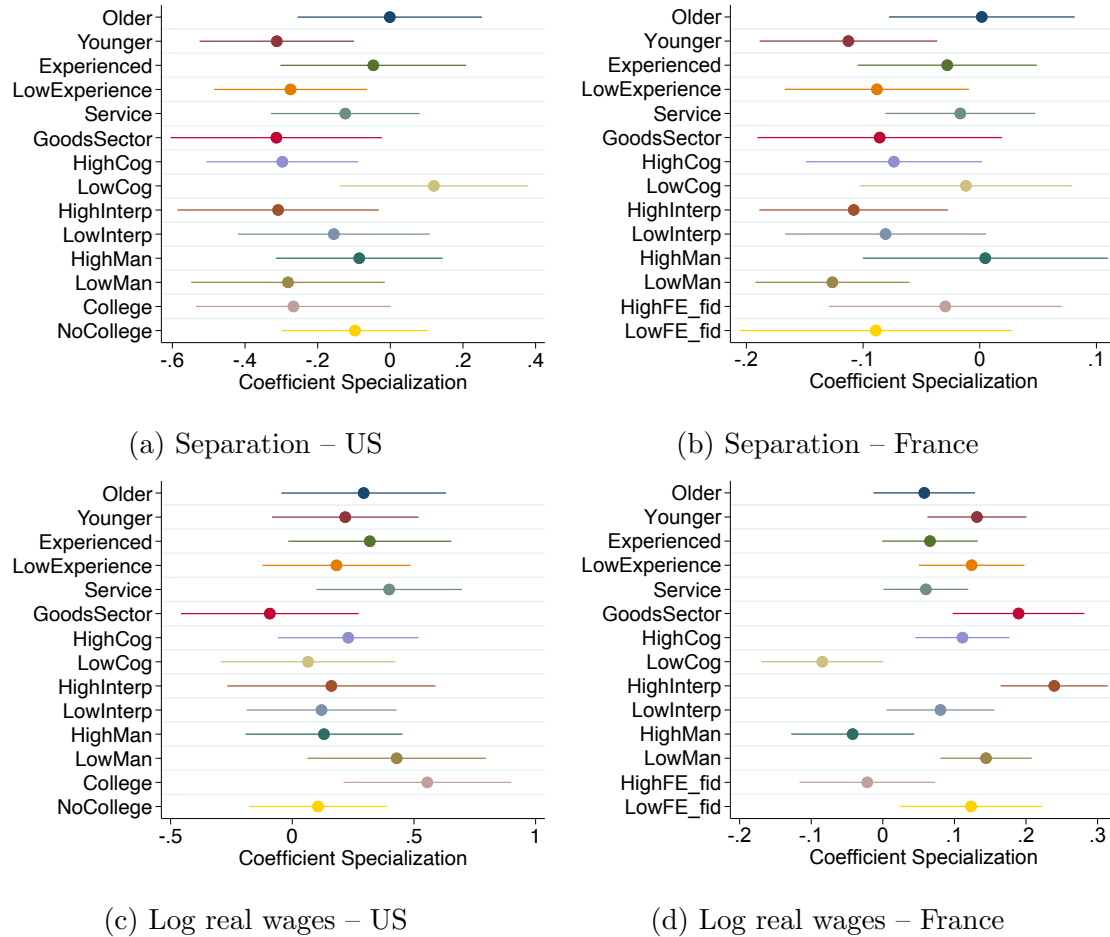 Older
Younger
Experienced
LowExperience
Service
GoodsSector
HighCog
LowCog
HighInterp
LowInterp
HighMan
LowMan
College
NoCollege
-.6 -.4 -.2 0 .2 .4
Coefficient Specialization
(a) Separation – US
Older
Younger
Experienced
LowExperience
Service
GoodsSector
HighCog
LowCog
HighInterp
LowInterp
HighMan
LowMan
HighFE_fid
LowFE_fid
-.2 -.1 0 .1
Coefficient Specialization
(b) Separation – France
Older
Younger
Experienced
LowExperience
Service
GoodsSector
HighCog
LowCog
HighInterp
LowInterp
HighMan
LowMan
College
NoCollege
-.5 0 .5 1
Coefficient Specialization
(c) Log real wages – US
Older
Younger
Experienced
LowExperience
Service
GoodsSector
HighCog
LowCog
HighInterp
LowInterp
HighMan
LowMan
HighFE_fid
LowFE_fid
-.2 -.1 0 .1 .2 .3
Coefficient Specialization
(d) Log real wages – France